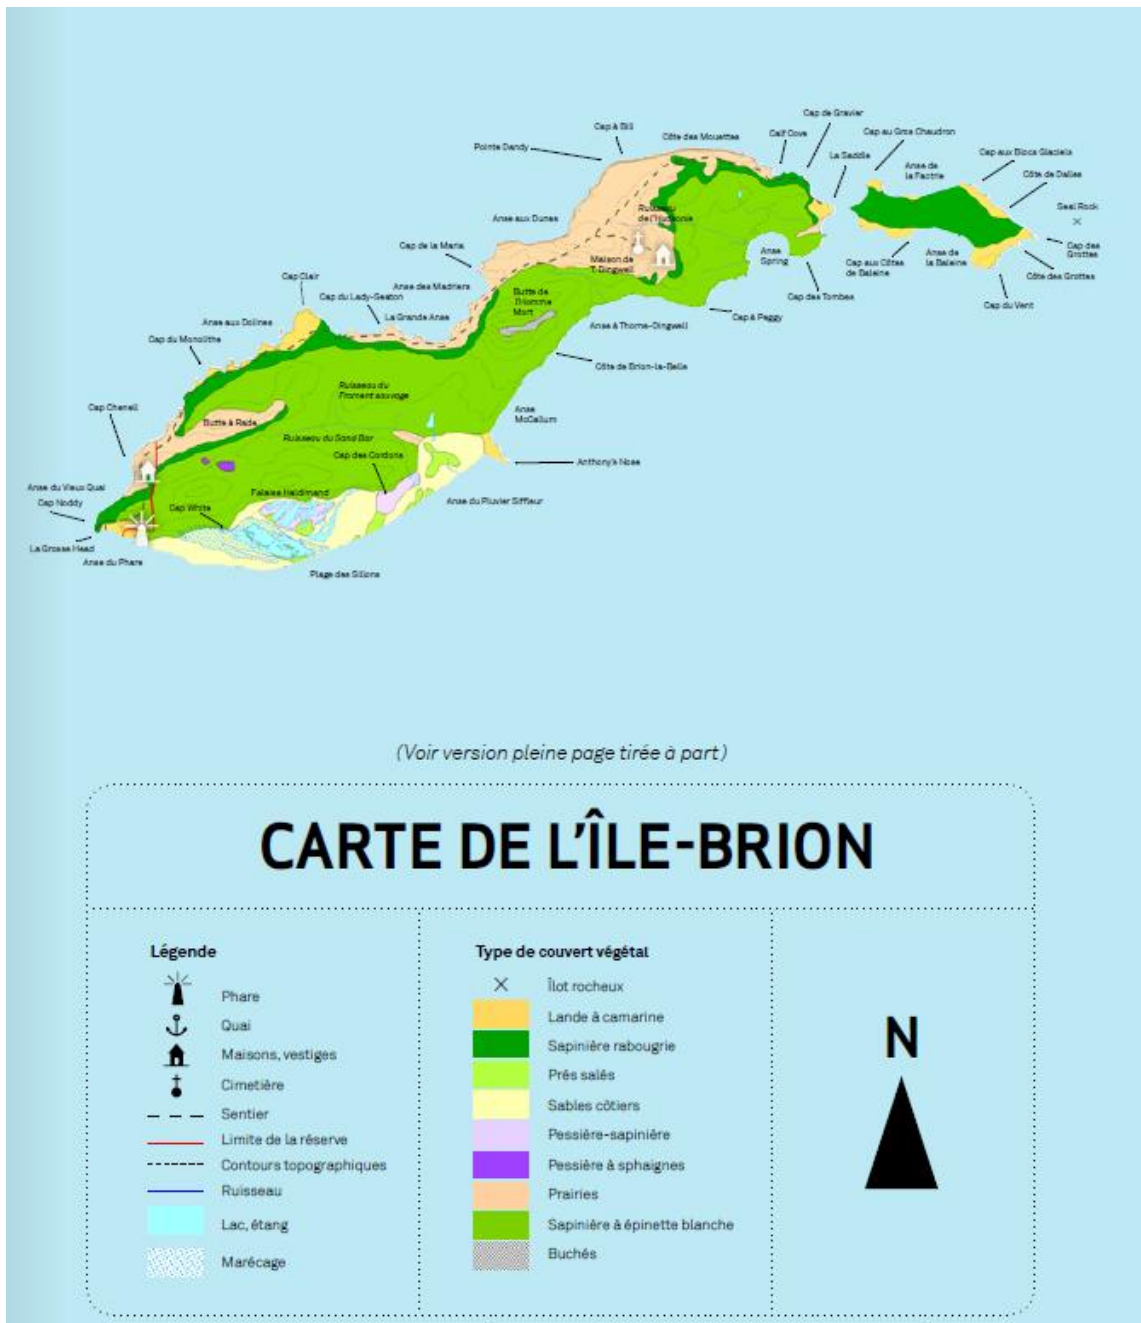 Cap de Gravier
Cap à Bill
Côte des Mouettes
Calf Cove
Cap au Gros Chaudron
Pointe Dandy
La Saddle
Anse de
la Factrie
Cap aux Blocs Glaciels
Côte de Dalles
Seal Rock
Anse aux Dunes
Ruisseau
de l'Hudsonie
Cap de la Marie
Maison de
T-Dingwell
Anse
Spring
Cap aux Côtes
de Baleine
Anse de
la Baleine
Cap des
Grottes
Côte des Grottes
Cap Clair
Anse des Madriers
Cap du Lady-Seaton
Butte de
l'Homme
Mort
Cap des Tombes
Cap du Vent
La Grande Anse
Cap à Peggy
Anse aux Dolines
Anse à Thorne-Dingwell
Cap du Monolithe
Côte de Brion-la-Belle
Ruisseau du
Froment sauvage
Cap Chenail
Anse
McCallum
Butte à Rade
Ruisseau du Sand Bar
Cap des Cordons
Anthony's Nose
Anse du Vieux Quai
Falaise Haldimand
Anse du Pluvier Siffleur
Cap Noddy
Cap White
La Grosse Head
Anse du Phare
Plage des Sillons
(Voir version pleine page tirée à part)
CARTE DE L'ÎLE-BRION
Légende
Phare
Quai
Maisons, vestiges
Cimetière
Sentier
Limite de la réserve
Contours topographiques
Ruisseau
Lac, étang
Marécage
Type de couvert végétal
Îlot rocheux
Lande à camarine
Sapinière rabougrie
Prés salés
Sables côtiers
Pessière-sapinière
Pessière à sphaignes
Prairies
Sapinière à épinette blanche
Buchés
N